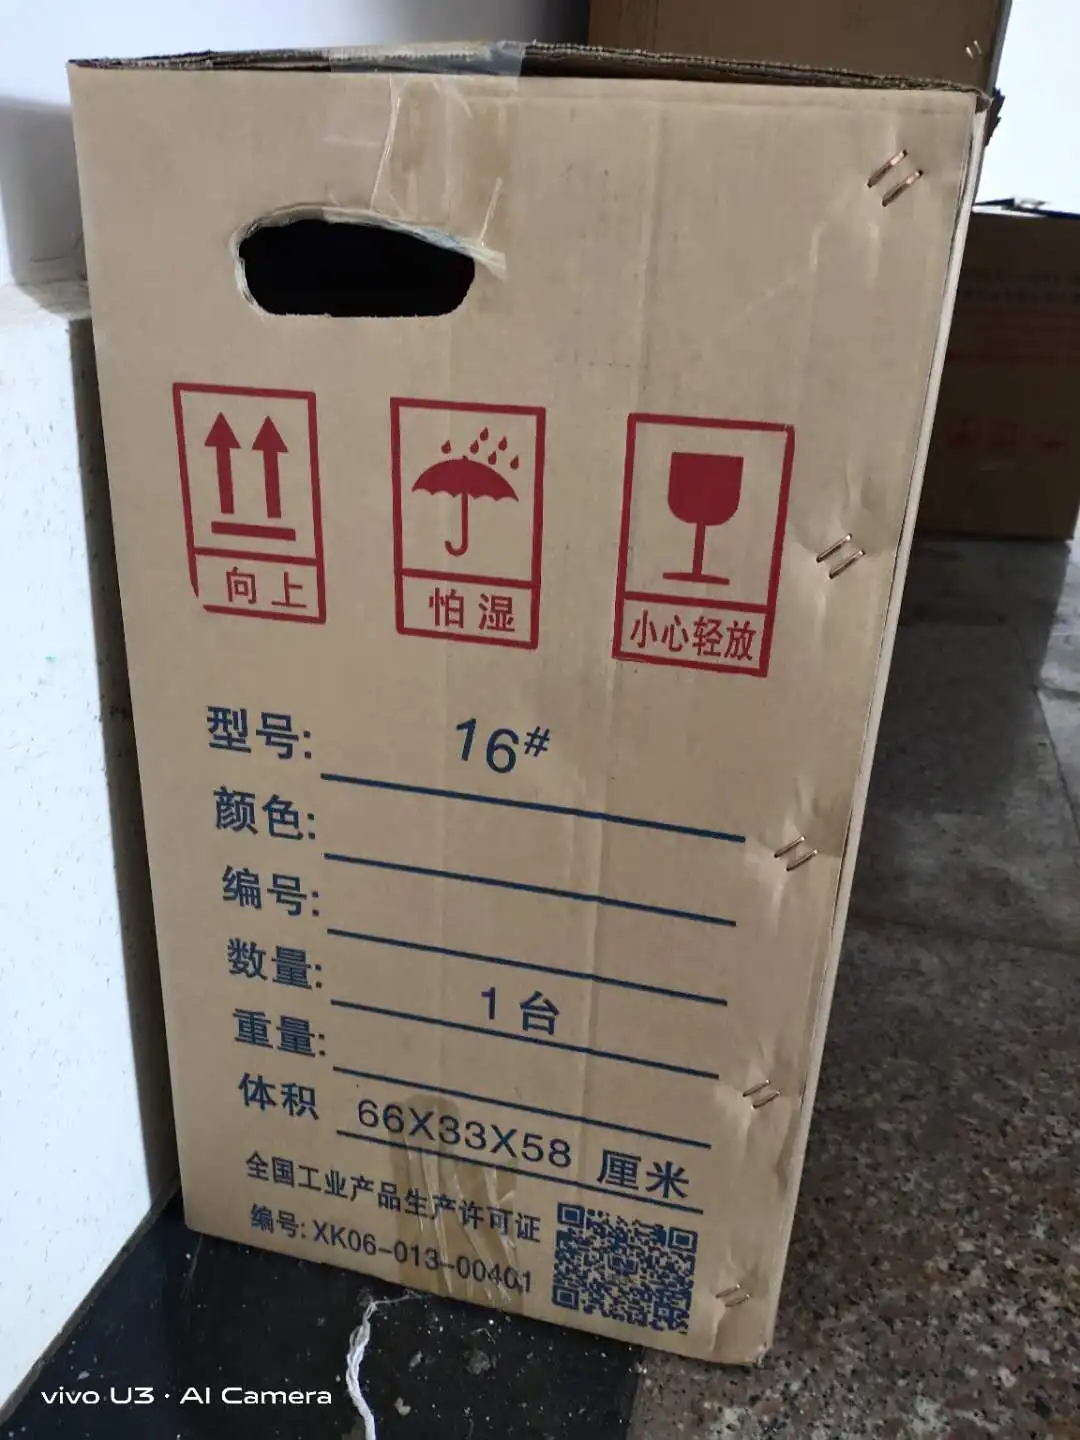 向上
怕湿
小心轻放
型号: 16#
颜色:
编号:
数量: 1台
重量:
体积 66X33X58 厘米
全国工业产品生产许可证
编号: XK06-013-00401
vivo U3 · AI Camera